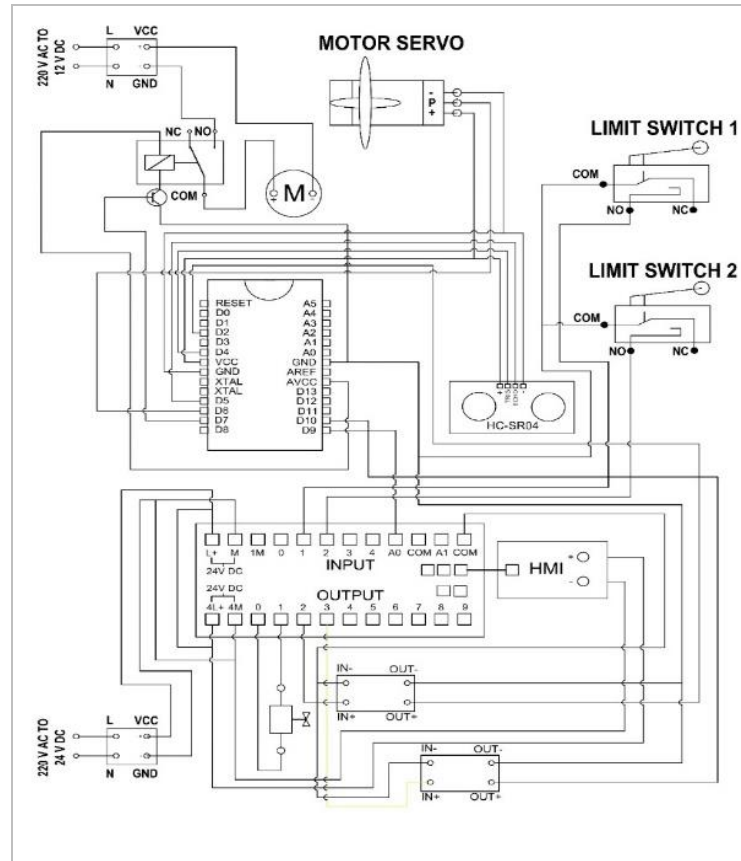 220 V AC TO
12 V DC
L VCC
N GND
MOTOR SERVO
- P +
NC NO
COM
M
+ -
LIMIT SWITCH 1
COM
NO NC
LIMIT SWITCH 2
COM
NO NC
RESET A5
D0 A4
D1 A3
D2 A2
D3 A1
D4 A0
VCC GND
GND AREF
XTAL AVCC
XTAL D13
D5 D12
D6 D11
D7 D10
D8 D9
+ TRIG ECHO -
HC-SR04
L+ M 1M 0 1 2 3 4 A0 COM A1 COM
24V DC
INPUT
24V DC
OUTPUT
4L+ 4M 0 1 2 3 4 5 6 7 8 9
HMI
+
-
IN- OUT-
IN+ OUT+
220 V AC TO
24 V DC
L VCC
N GND
IN- OUT-
IN+ OUT+